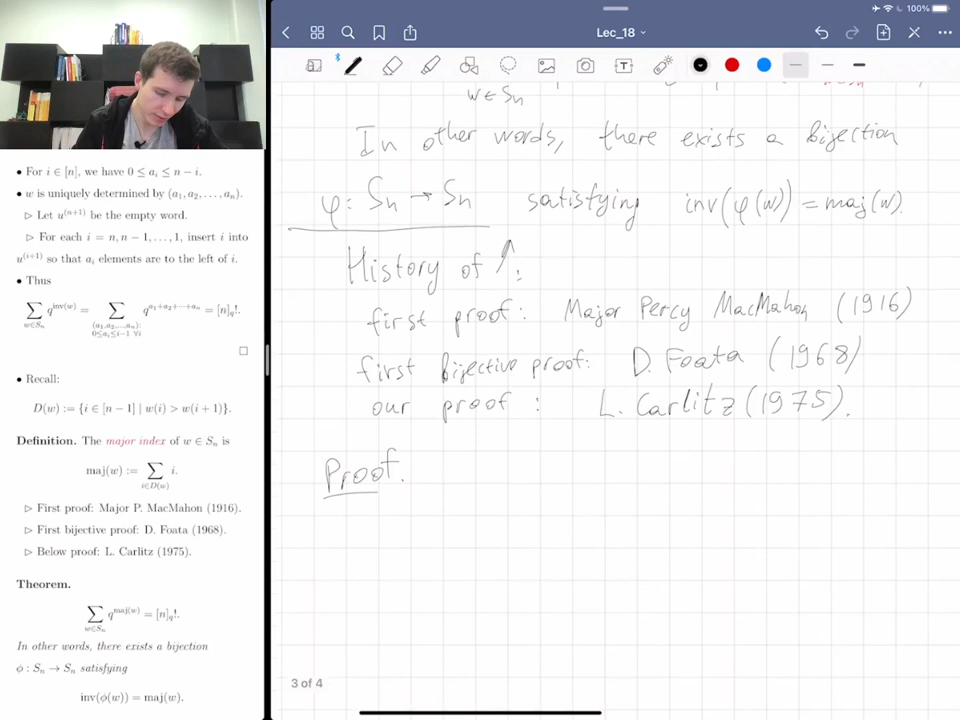 • For i ∈ [n], we have 0 ≤ aᵢ ≤ n − i.
• w is uniquely determined by (a₁, a₂, . . . , aₙ).
▷ Let u⁽ⁿ⁺¹⁾ be the empty word.
▷ For each i = n, n − 1, . . . , 1, insert i into
u⁽ⁱ⁺¹⁾ so that aᵢ elements are to the left of i.
• Thus
∑_{w∈Sₙ} q^{inv(w)} = ∑_{(a₁,a₂,...,aₙ): 0≤aᵢ≤i−1 ∀i} q^{a₁+a₂+···+aₙ} = [n]_q!.
□
• Recall:
D(w) := {i ∈ [n − 1] | w(i) > w(i + 1)}.
Definition. The major index of w ∈ Sₙ is
maj(w) := ∑_{i∈D(w)} i.
▷ First proof: Major P. MacMahon (1916).
▷ First bijective proof: D. Foata (1968).
▷ Below proof: L. Carlitz (1975).
Theorem.
∑_{w∈Sₙ} q^{maj(w)} = [n]_q!.
In other words, there exists a bijection
ϕ : Sₙ → Sₙ satisfying
inv(ϕ(w)) = maj(w).
100%
Lec_18
w ∈ Sₙ
In other words, there exists a bijection
φ: Sₙ → Sₙ satisfying inv(φ(w)) = maj(w).
History of ↑:
first proof: Major Percy MacMahon (1916)
first bijective proof: D. Foata (1968)
our proof: L. Carlitz (1975).
Proof.
3 of 4